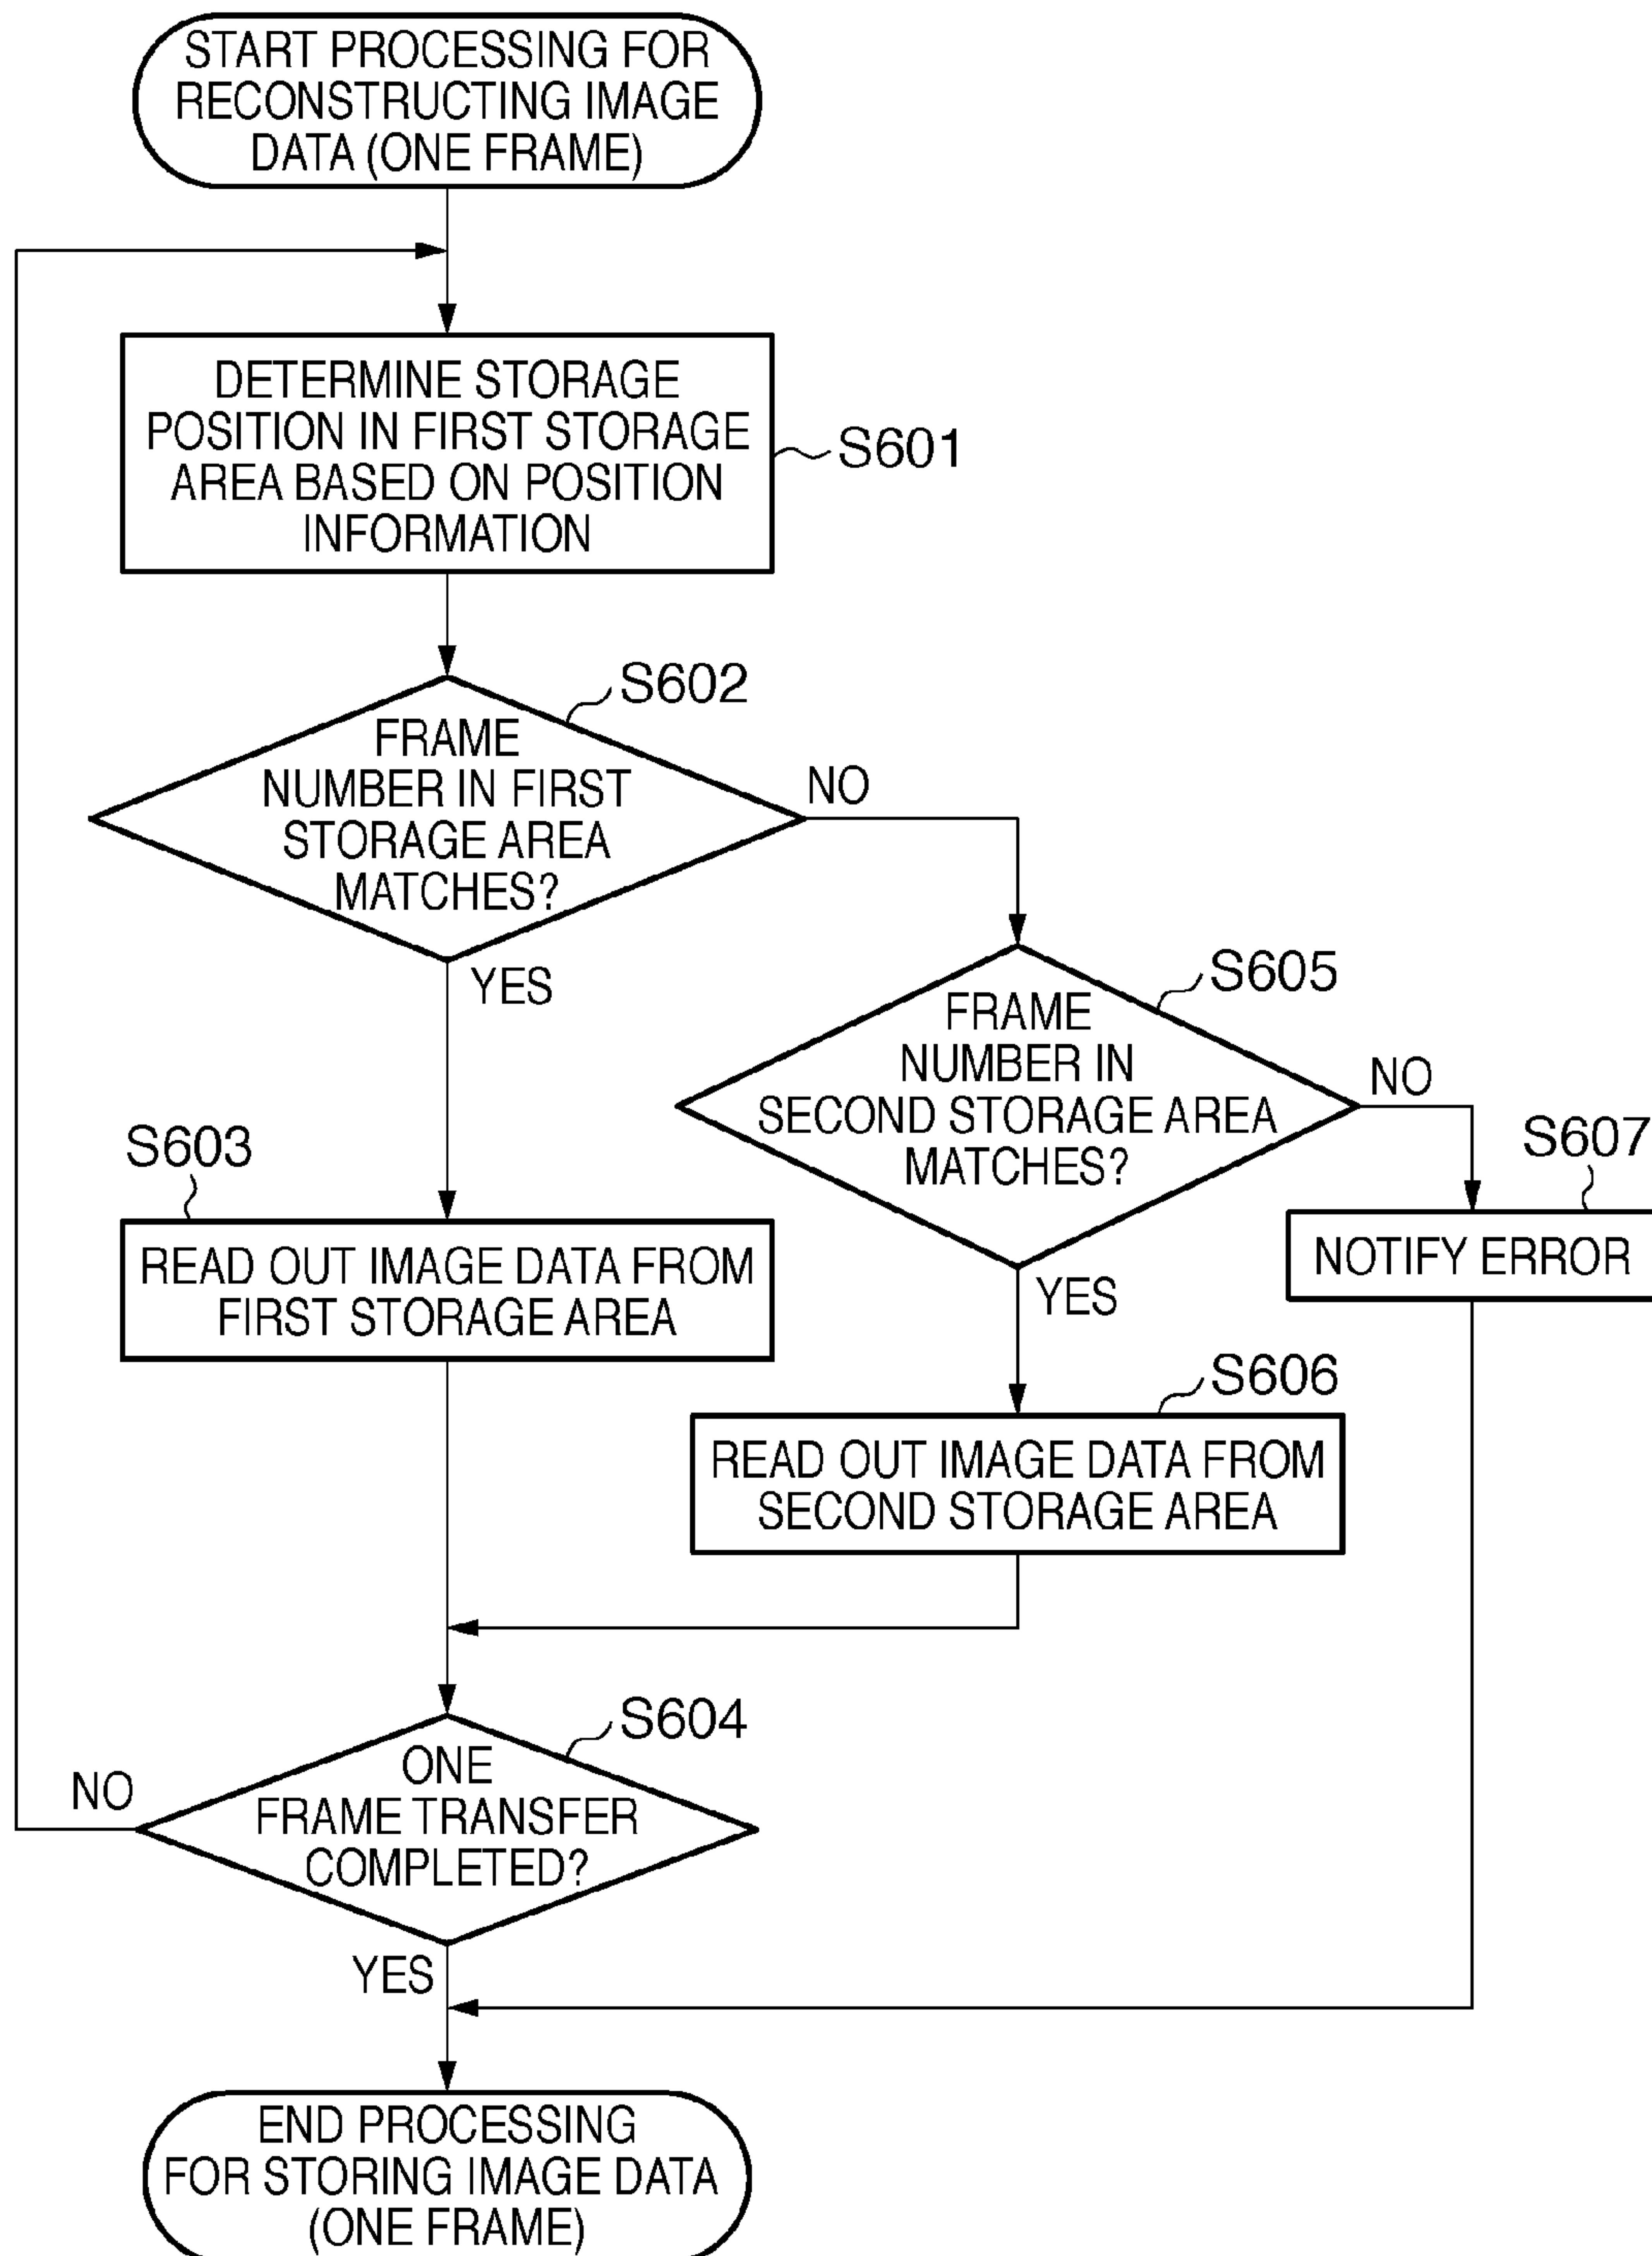 START PROCESSING FOR
RECONSTRUCTING IMAGE
DATA (ONE FRAME)
DETERMINE STORAGE
POSITION IN FIRST STORAGE
AREA BASED ON POSITION
INFORMATION
S601
S602
FRAME
NUMBER IN FIRST
STORAGE AREA
MATCHES?
NO
YES
S605
FRAME
NUMBER IN
SECOND STORAGE AREA
MATCHES?
NO
YES
S603
READ OUT IMAGE DATA FROM
FIRST STORAGE AREA
S607
NOTIFY ERROR
S606
READ OUT IMAGE DATA FROM
SECOND STORAGE AREA
S604
ONE
FRAME TRANSFER
COMPLETED?
NO
YES
END PROCESSING
FOR STORING IMAGE DATA
(ONE FRAME)